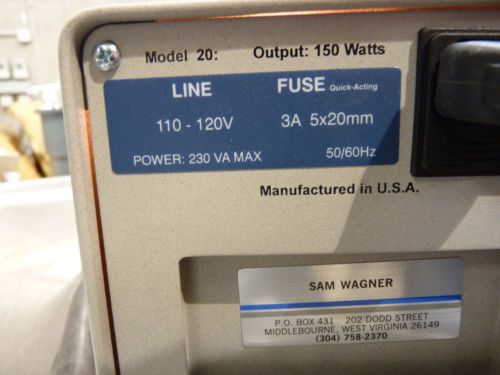 Model 20: Output: 150 Watts
LINE FUSE Quick-Acting
110 - 120V 3A 5x20mm
POWER: 230 VA MAX 50/60Hz
Manufactured in U.S.A.
SAM WAGNER
P.O. BOX 431 202 DODD STREET
MIDDLEBOURNE, WEST VIRGINIA 26149
(304) 758-2370